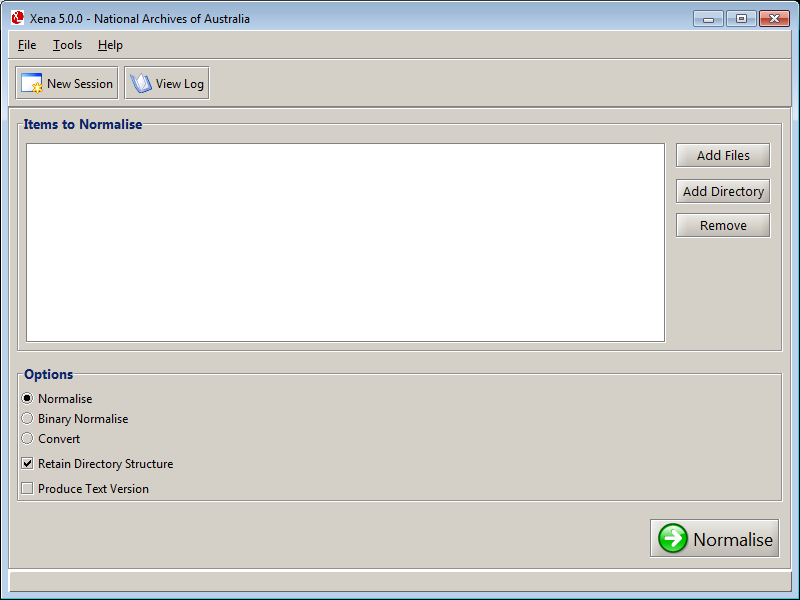 Xena 5.0.0 - National Archives of Australia
File Tools Help
New Session View Log
Items to Normalise
Add Files
Add Directory
Remove
Options
Normalise
Binary Normalise
Convert
Retain Directory Structure
Produce Text Version
Normalise